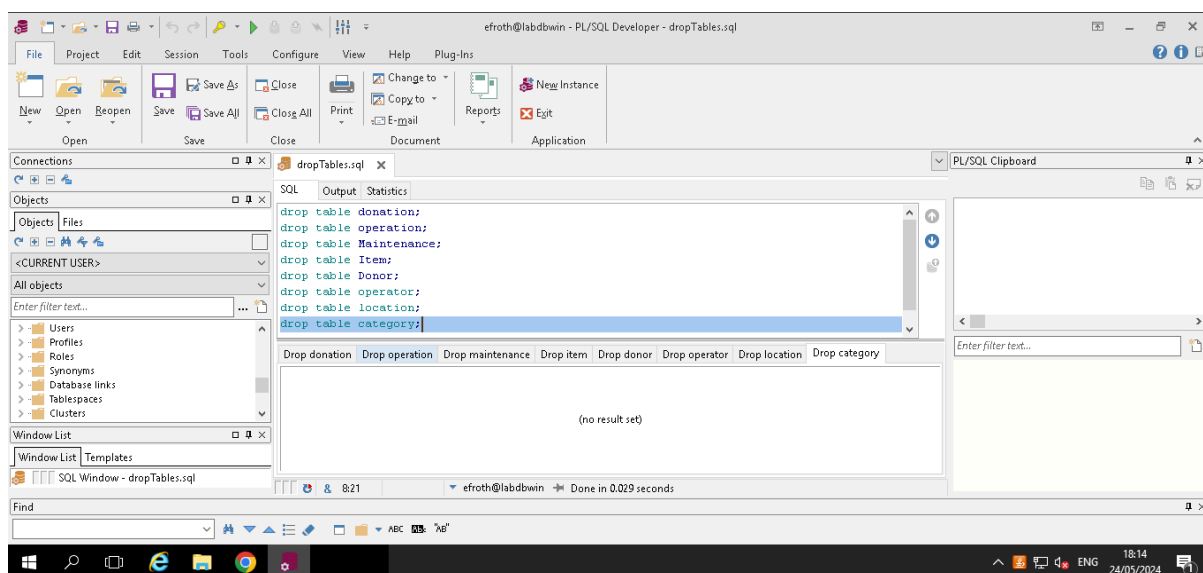 efroth@labdbwin - PL/SQL Developer - dropTables.sql
File Project Edit Session Tools Configure View Help Plug-Ins
New Open Reopen Save Save As Save All Close Close All Print Change to Copy to E-mail Reports New Instance Exit
Open Save Close Document Application
Connections
dropTables.sql
PL/SQL Clipboard
SQL Output Statistics
Objects
Objects Files
<CURRENT USER>
All objects
Enter filter text...
Users
Profiles
Roles
Synonyms
Database links
Tablespaces
Clusters
drop table donation;
drop table operation;
drop table Maintenance;
drop table Item;
drop table Donor;
drop table operator;
drop table location;
drop table category;
Drop donation Drop operation Drop maintenance Drop item Drop donor Drop operator Drop location Drop category
(no result set)
Enter filter text...
Window List
Window List Templates
SQL Window - dropTables.sql
& 8:21 efroth@labdbwin Done in 0.029 seconds
Find
ABC AB "AB"
ENG 18:14
24/05/2024